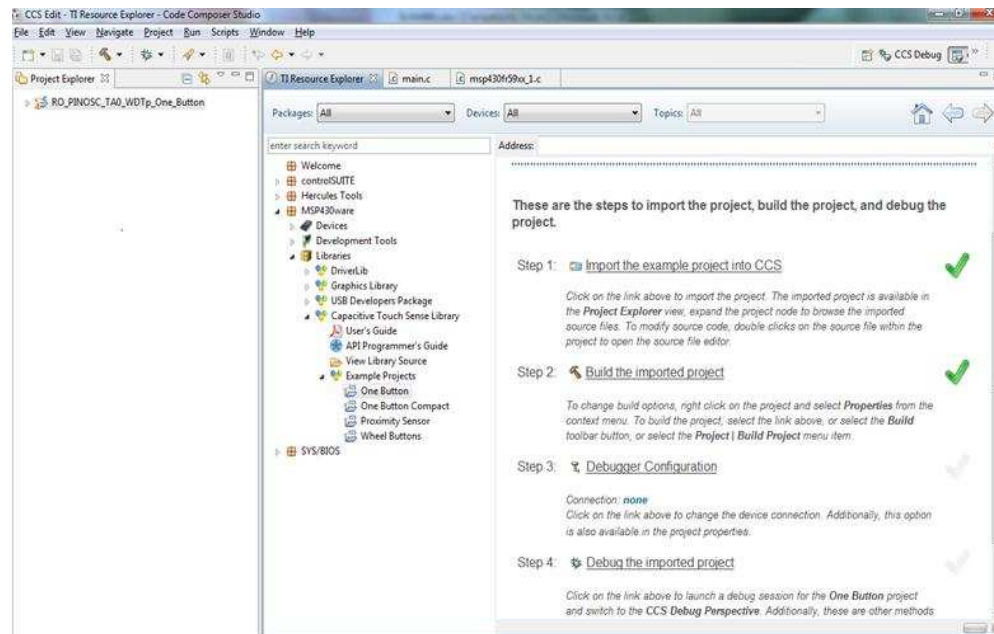 CCS Edit - TI Resource Explorer - Code Composer Studio
File Edit View Navigate Project Run Scripts Window Help
CCS Debug
Project Explorer
TI Resource Explorer
main.c
msp430fr59xx_1.c
RO_PINOSC_TA0_WDTp_One_Button
Packages: All
Devices: All
Topics: All
enter search keyword
Address:
Welcome
controlSUITE
Hercules Tools
MSP430ware
Devices
Development Tools
Libraries
DriverLib
Graphics Library
USB Developers Package
Capacitive Touch Sense Library
User's Guide
API Programmer's Guide
View Library Source
Example Projects
One Button
One Button Compact
Proximity Sensor
Wheel Buttons
SYS/BIOS
These are the steps to import the project, build the project, and debug the
project.
Step 1: Import the example project into CCS
Click on the link above to import the project. The imported project is available in
the Project Explorer view, expand the project node to browse the imported
source files. To modify source code, double clicks on the source file within the
project to open the source file editor.
Step 2: Build the imported project
To change build options, right click on the project and select Properties from the
context menu. To build the project, select the link above, or select the Build
toolbar button, or select the Project | Build Project menu item.
Step 3: Debugger Configuration
Connection: none
Click on the link above to change the device connection. Additionally, this option
is also available in the project properties.
Step 4: Debug the imported project
Click on the link above to launch a debug session for the One Button project
and switch to the CCS Debug Perspective. Additionally, these are other methods